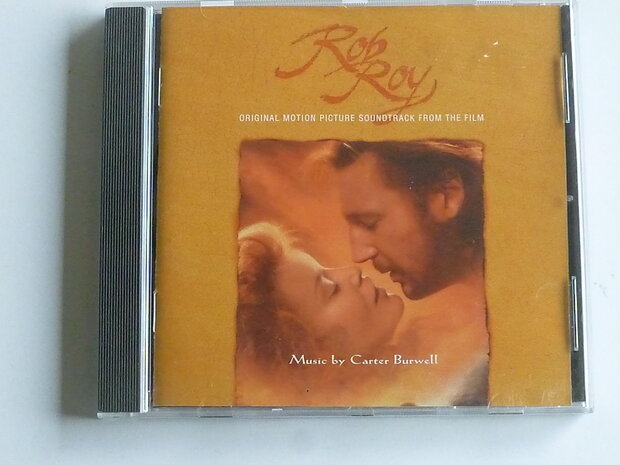 Rob
Roy
ORIGINAL MOTION PICTURE SOUNDTRACK FROM THE FILM
Music by Carter Burwell